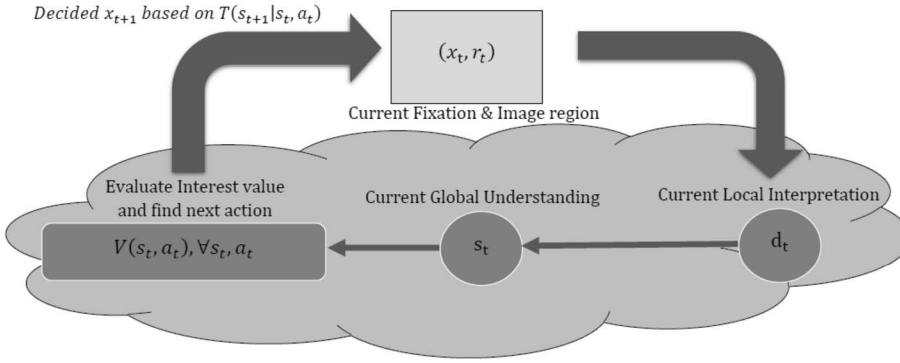 Decided x_{t+1} based on T(s_{t+1}|s_t, a_t)
(x_t, r_t)
Current Fixation & Image region
Evaluate Interest value
and find next action
Current Global Understanding
Current Local Interpretation
V(s_t, a_t), ∀s_t, a_t
s_t
d_t